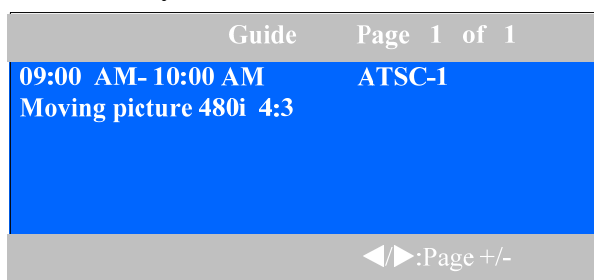 Guide Page 1 of 1
09:00 AM- 10:00 AM ATSC-1
Moving picture 480i 4:3
◀/▶:Page +/-